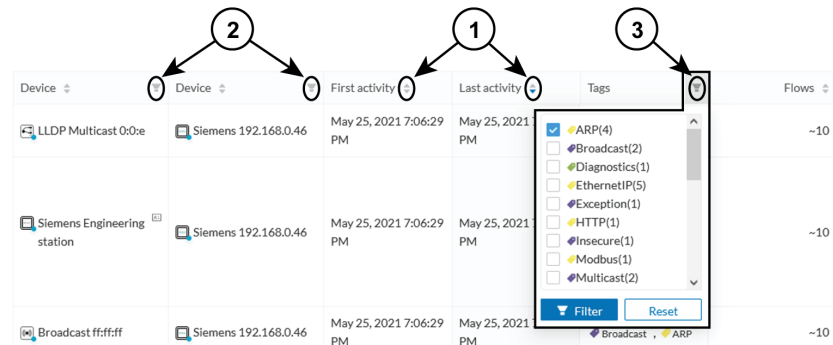 2 1 3
Device Device First activity Last activity Tags Flows
LLDP Multicast 0:0:e Siemens 192.168.0.46 May 25, 2021 7:06:29 PM May 25, 2021 PM ~10
ARP(4)
Broadcast(2)
Diagnostics(1)
EthernetIP(5)
Exception(1)
HTTP(1)
Insecure(1)
Modbus(1)
Multicast(2)
Filter Reset
Siemens Engineering station Siemens 192.168.0.46 May 25, 2021 7:06:29 PM May 25, 2021 PM ~10
Broadcast ff:ff:ff Siemens 192.168.0.46 May 25, 2021 7:06:29 PM May 25, 2021 PM Broadcast , ARP ~10